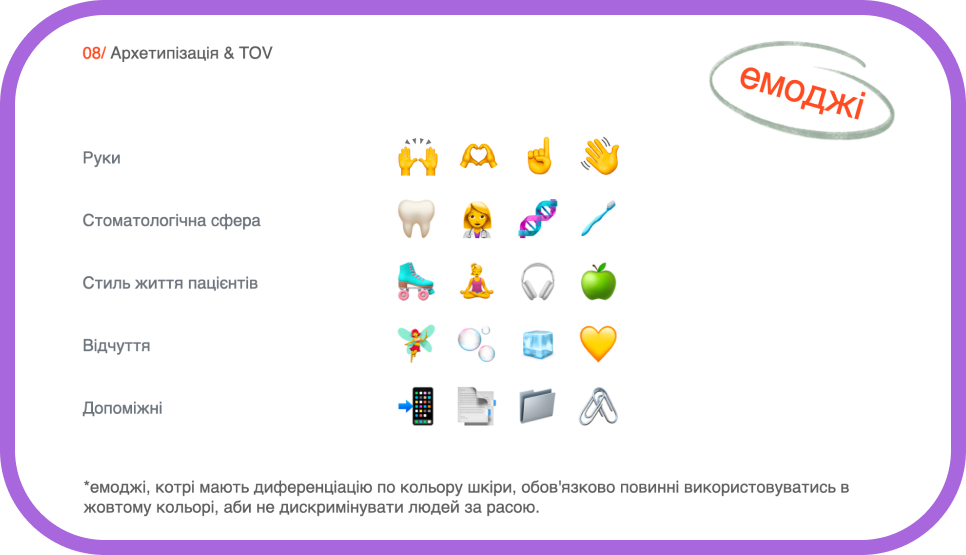 08/ Архетипізація & TOV
емоджі
Руки
Стоматологічна сфера
Стиль життя пацієнтів
Відчуття
Допоміжні
*емоджі, котрі мають диференціацію по кольору шкіри, обов'язково повинні використовуватись в
жовтому кольорі, аби не дискримінувати людей за расою.